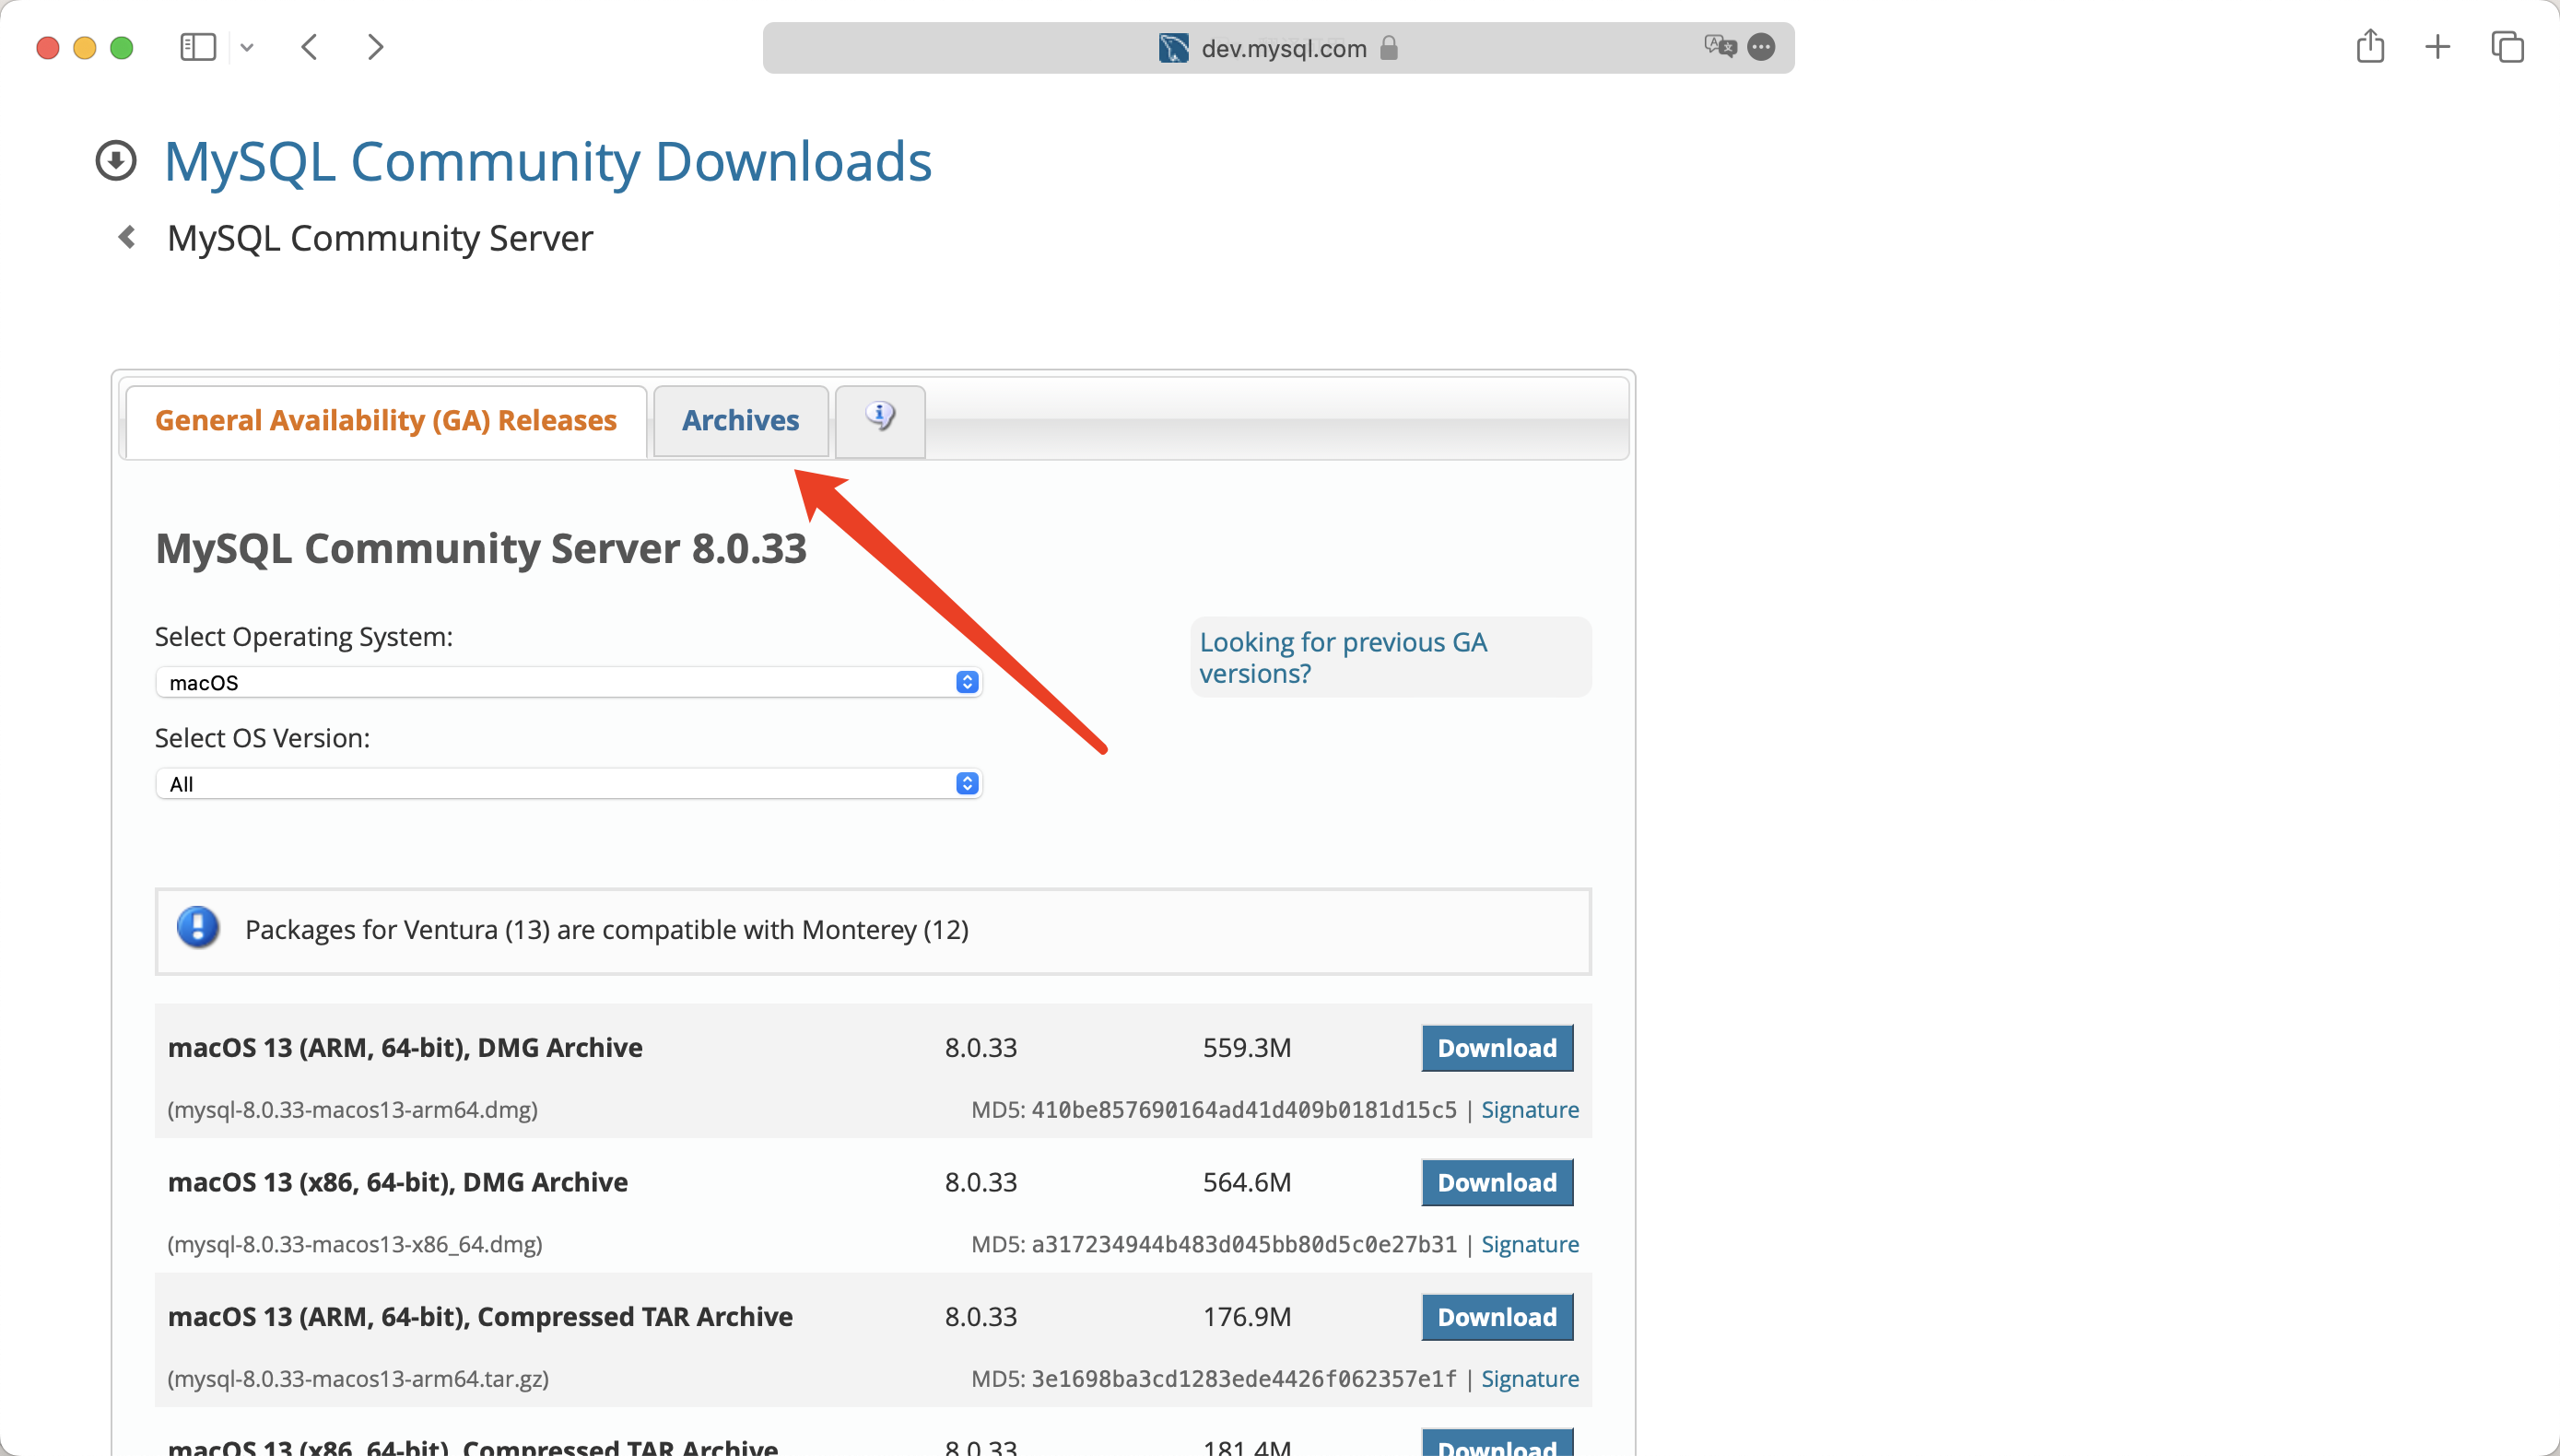 dev.mysql.com
MySQL Community Downloads
MySQL Community Server
General Availability (GA) Releases
Archives
MySQL Community Server 8.0.33
Select Operating System:
macOS
Looking for previous GA
versions?
Select OS Version:
All
Packages for Ventura (13) are compatible with Monterey (12)
macOS 13 (ARM, 64-bit), DMG Archive 8.0.33 559.3M Download
(mysql-8.0.33-macos13-arm64.dmg) MD5: 410be857690164ad41d409b0181d15c5 | Signature
macOS 13 (x86, 64-bit), DMG Archive 8.0.33 564.6M Download
(mysql-8.0.33-macos13-x86_64.dmg) MD5: a317234944b483d045bb80d5c0e27b31 | Signature
macOS 13 (ARM, 64-bit), Compressed TAR Archive 8.0.33 176.9M Download
(mysql-8.0.33-macos13-arm64.tar.gz) MD5: 3e1698ba3cd1283ede4426f062357e1f | Signature
macOS 13 (x86, 64-bit), Compressed TAR Archive 8.0.33 181.4M Download